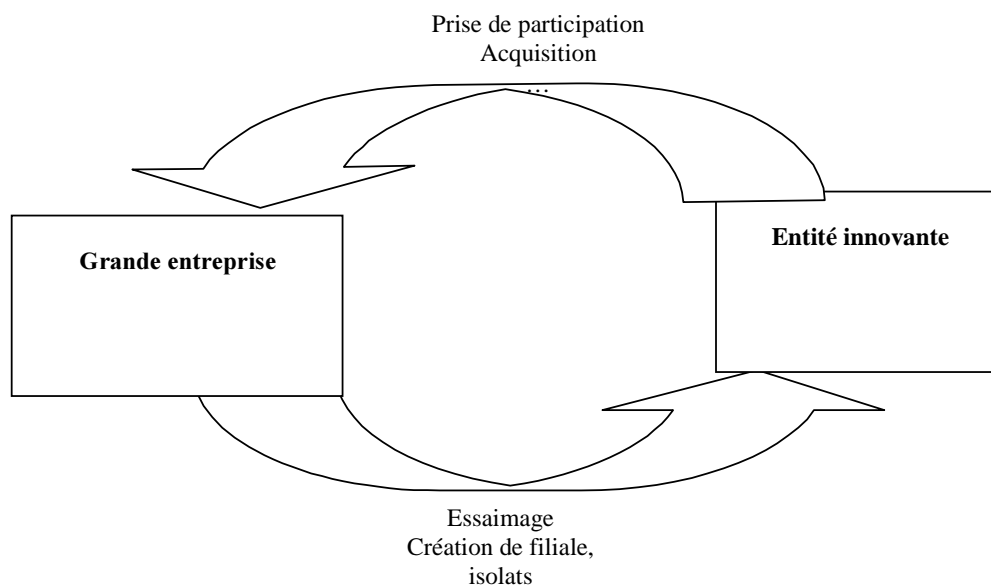 Prise de participation
Acquisition
…
Entité innovante
Grande entreprise
Essaimage
Création de filiale,
isolats